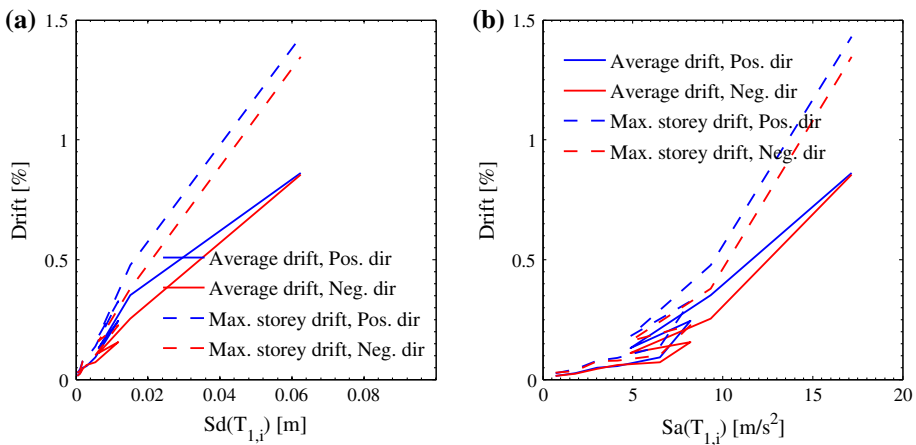 (a)
1.5
1
0.5
0
Drift [%]
0
0.02
0.04
0.06
0.08
Sd(T1,i) [m]
Average drift, Pos. dir
Average drift, Neg. dir
Max. storey drift, Pos. dir
Max. storey drift, Neg. dir
(b)
1.5
1
0.5
0
Drift [%]
0
5
10
15
20
Sa(T1,i) [m/s2]
Average drift, Pos. dir
Average drift, Neg. dir
Max. storey drift, Pos. dir
Max. storey drift, Neg. dir